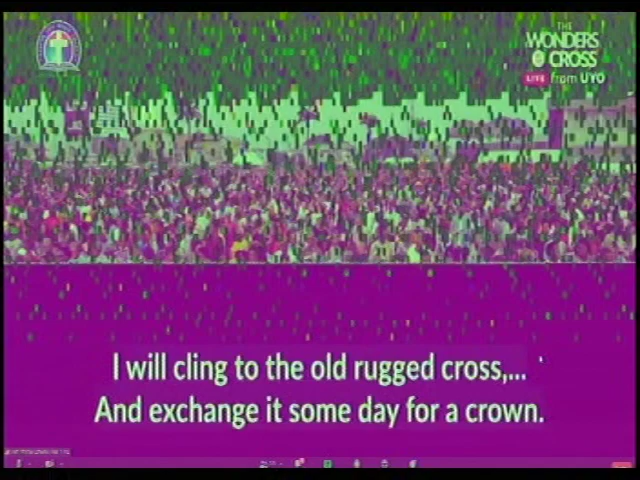 THE
WONDERS
CROSS
LIVE from UYO
I will cling to the old rugged cross,...
And exchange it some day for a crown.